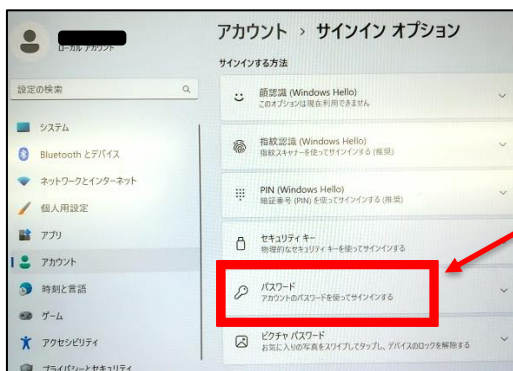 アカウント › サインイン オプション
ローカル アカウント
サインインする方法
設定の検索
システム
Bluetooth とデバイス
ネットワークとインターネット
個人用設定
アプリ
アカウント
時刻と言語
ゲーム
アクセシビリティ
プライバシーとセキュリティ
顔認識 (Windows Hello)
このオプションは現在利用できません
指紋認識 (Windows Hello)
指紋スキャナーを使ってサインインする (推奨)
PIN (Windows Hello)
暗証番号 (PIN) を使ってサインインする (推奨)
セキュリティ キー
物理的なセキュリティ キーを使ってサインインする
パスワード
アカウントのパスワードを使ってサインインする
ピクチャ パスワード
お気に入りの写真をスワイプしてタップし、デバイスのロックを解除する